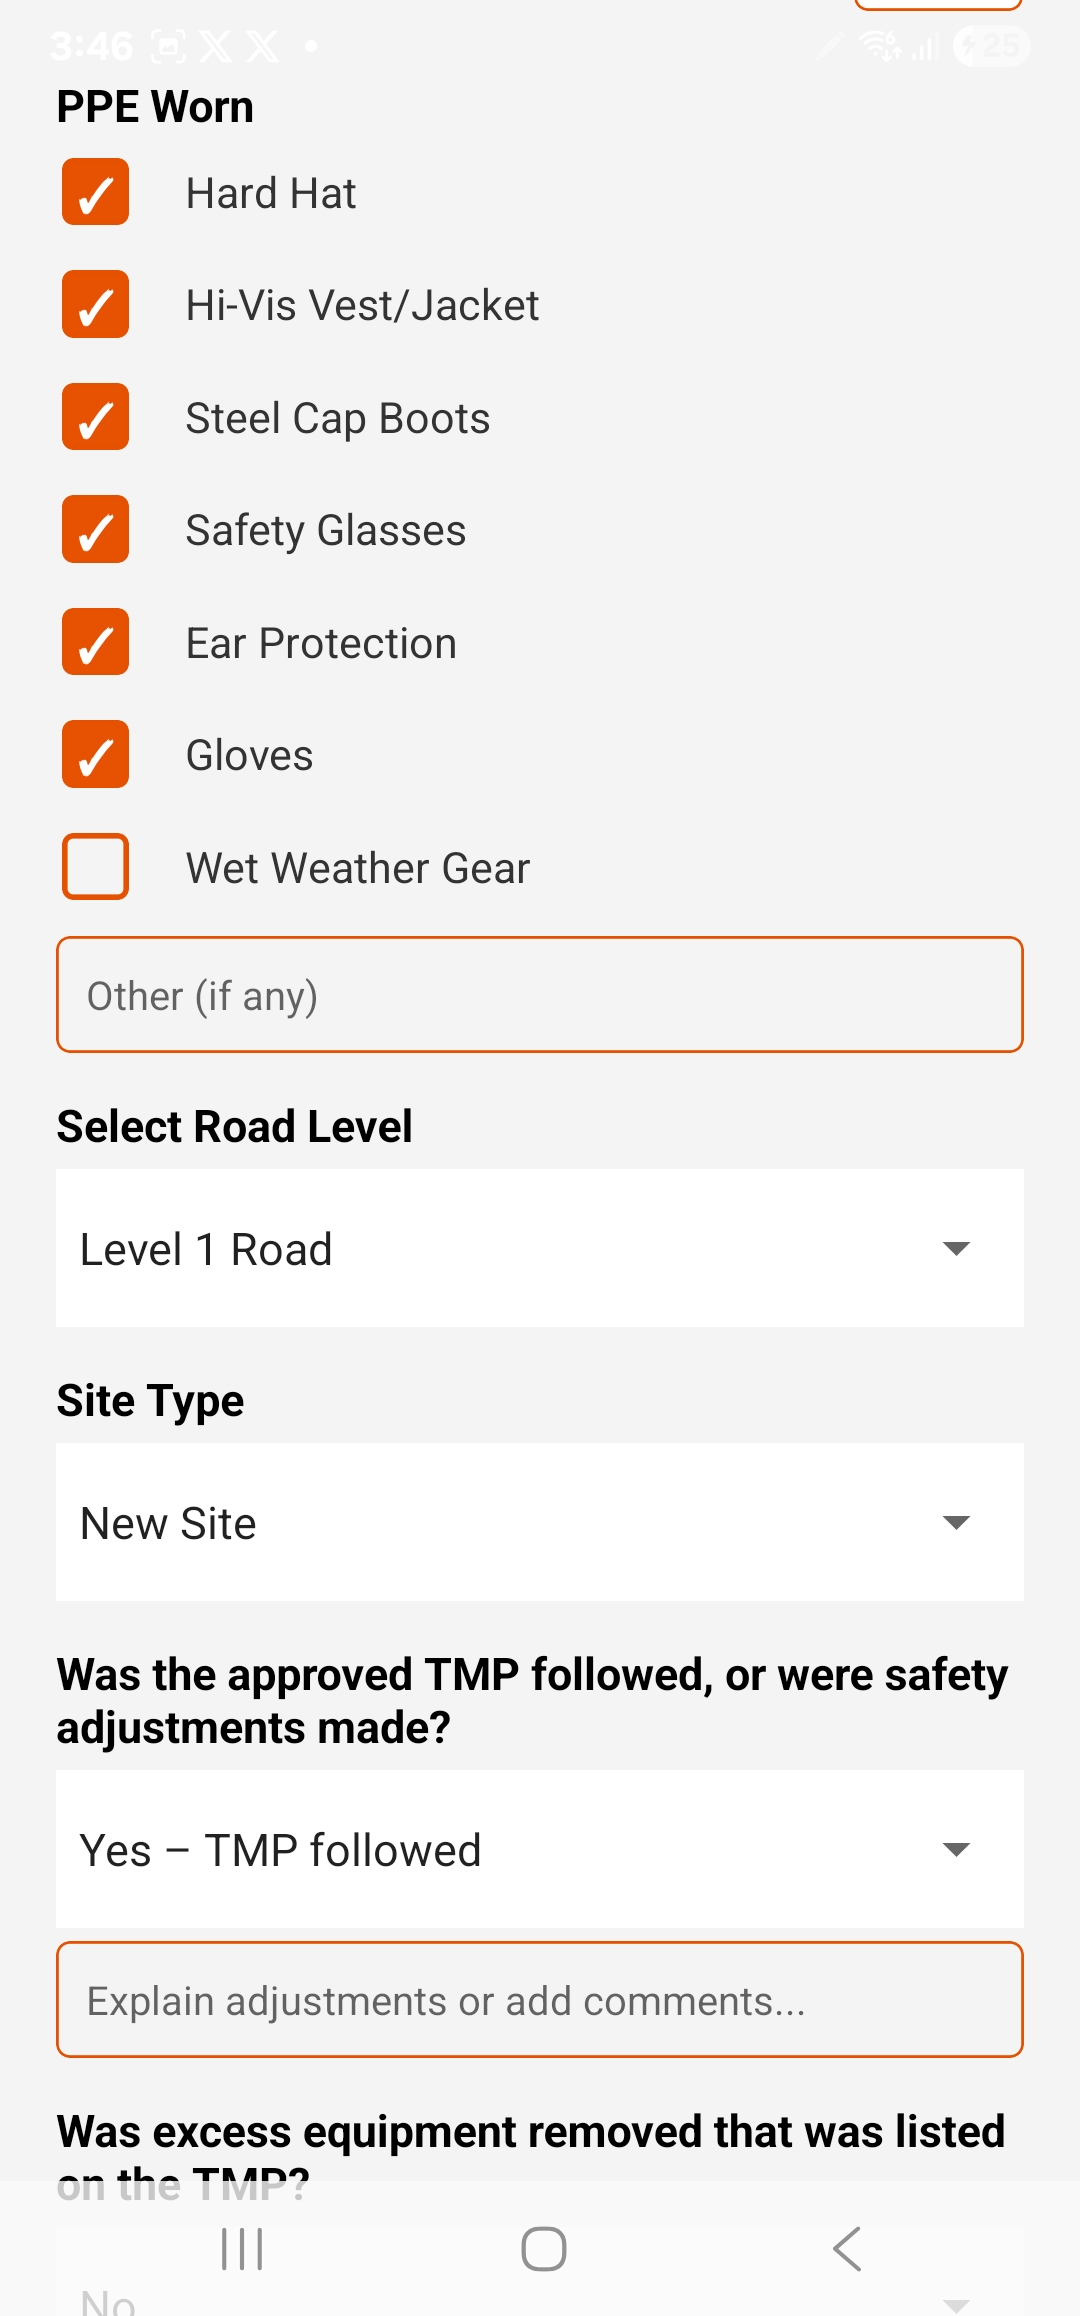 3:46
25
PPE Worn
Hard Hat
Hi-Vis Vest/Jacket
Steel Cap Boots
Safety Glasses
Ear Protection
Gloves
Wet Weather Gear
Other (if any)
Select Road Level
Level 1 Road
Site Type
New Site
Was the approved TMP followed, or were safety
adjustments made?
Yes – TMP followed
Explain adjustments or add comments...
Was excess equipment removed that was listed
on the TMP?
No